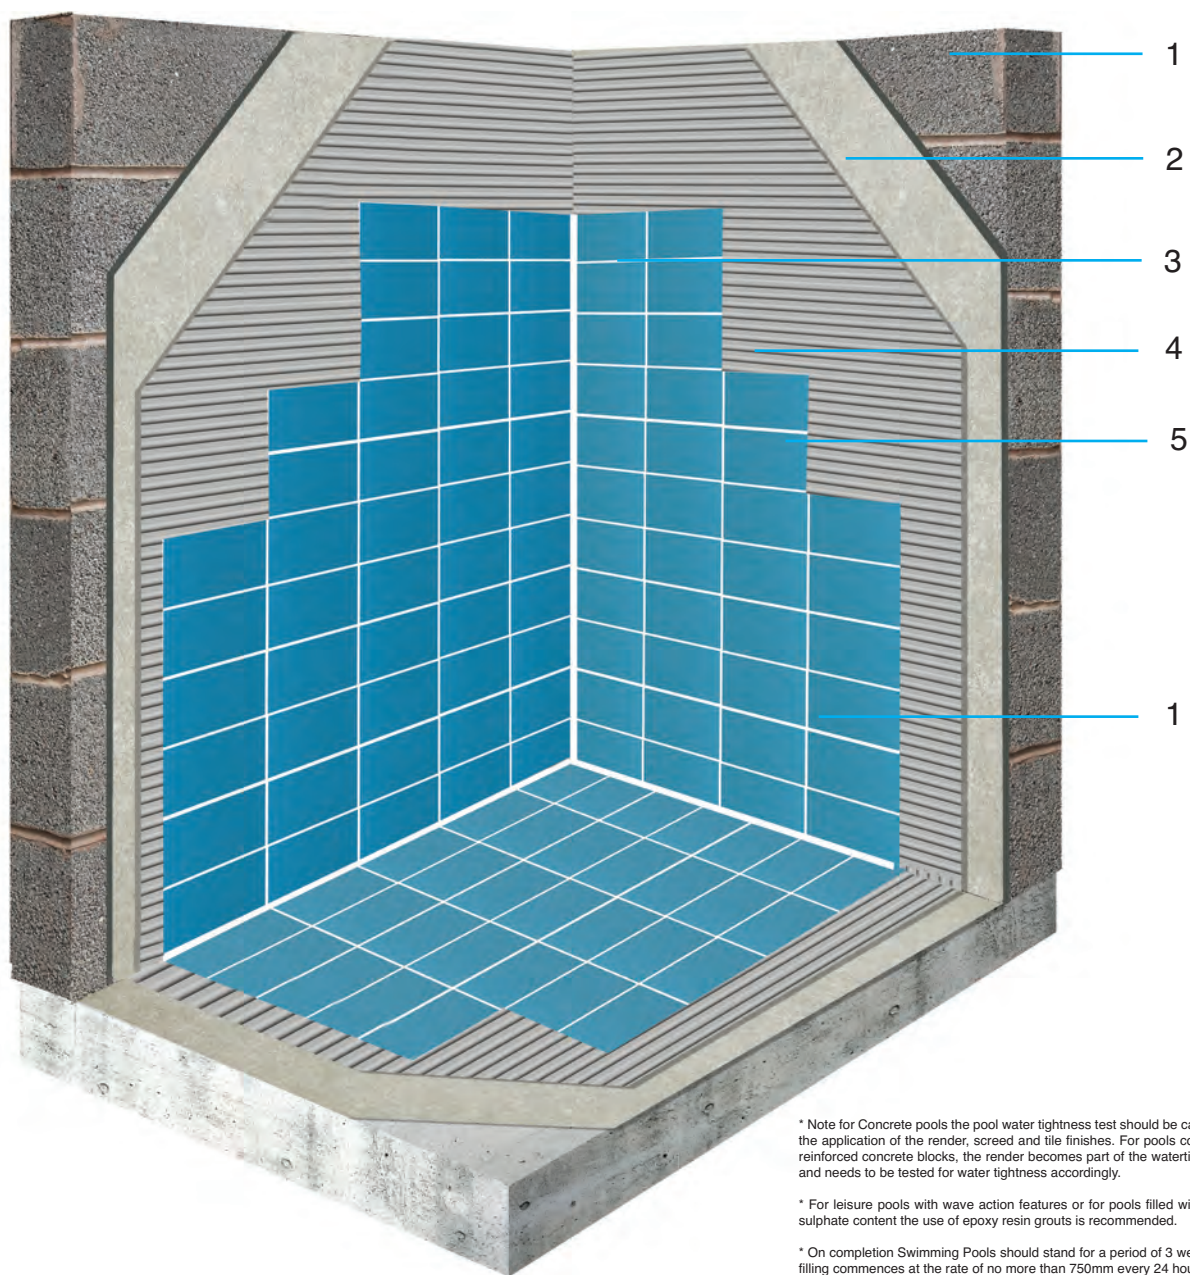 1
2
3
4
5
1
* Note for Concrete pools the pool water tightness test should be
the application of the render, screed and tile finishes. For pools
reinforced concrete blocks, the render becomes part of the
and needs to be tested for water tightness accordingly.
* For leisure pools with wave action features or for pools filled
sulphate content the use of epoxy resin grouts is recommended.
* On completion Swimming Pools should stand for a period of 3
filling commences at the rate of no more than 750mm every 24